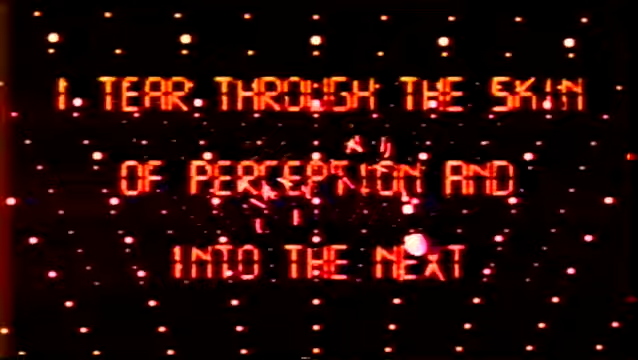 I TEAR THROUGH THE SKIN
OF PERCEPTION AND
INTO THE NEXT